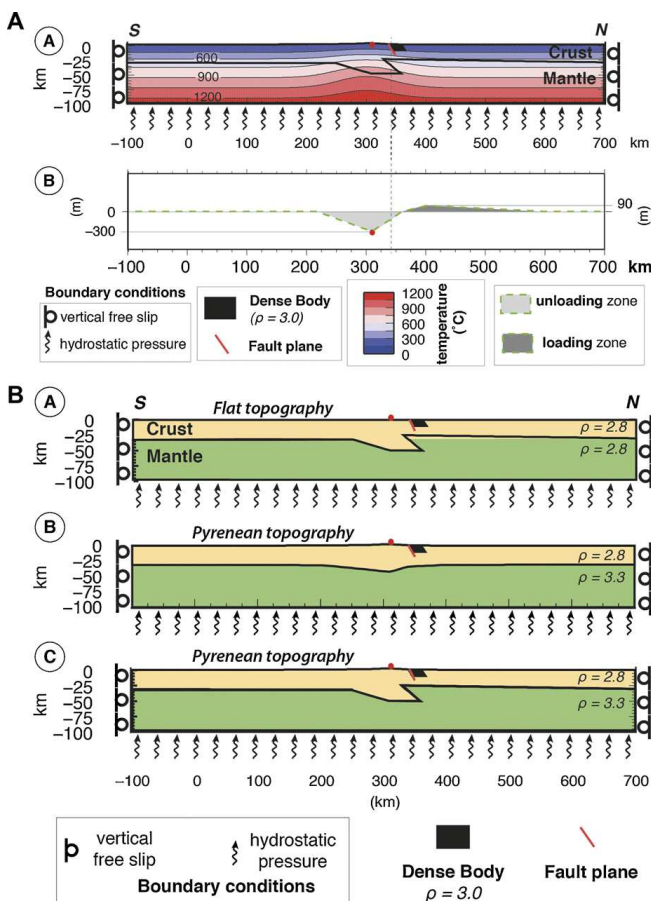 A
S
N
A
km
0
−25
−50
−75
−100
600
900
1200
Crust
Mantle
−100 0 100 200 300 400 500 600 700 km
B
(m)
0
−300
90
(m)
−100 0 100 200 300 400 500 600 700 km
Boundary conditions
vertical free slip
hydrostatic pressure
Dense Body
(ρ = 3.0)
Fault plane
1200
900
600
300
0
temperature
(°C)
unloading zone
loading zone
B
S
N
A
Flat topography
km
0
−25
−50
−75
−100
Crust
Mantle
ρ = 2.8
ρ = 2.8
B
Pyrenean topography
km
0
−25
−50
−75
−100
ρ = 2.8
ρ = 3.3
C
Pyrenean topography
km
0
−25
−50
−75
−100
ρ = 2.8
ρ = 3.3
−100 0 100 200 300 400 500 600 700
(km)
vertical
free slip
hydrostatic
pressure
Boundary conditions
Dense Body
ρ = 3.0
Fault plane